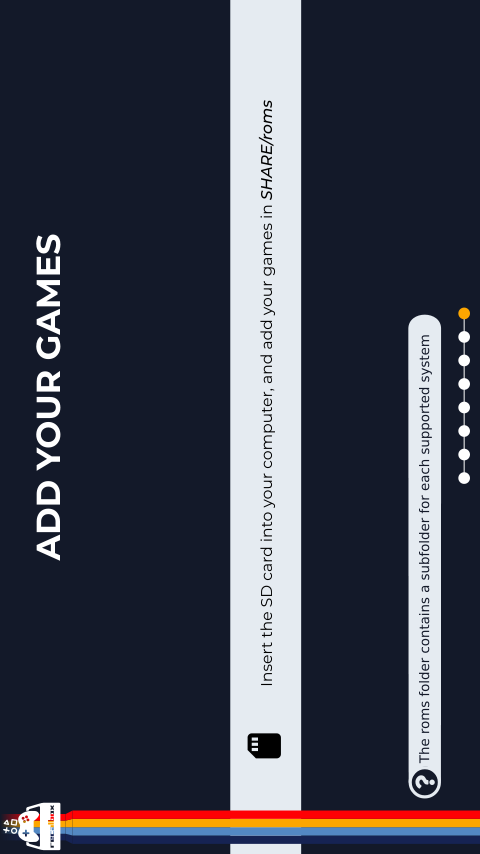 ADD YOUR GAMES
Insert the SD card into your computer, and add your games in SHARE/roms
? The roms folder contains a subfolder for each supported system
recalbox